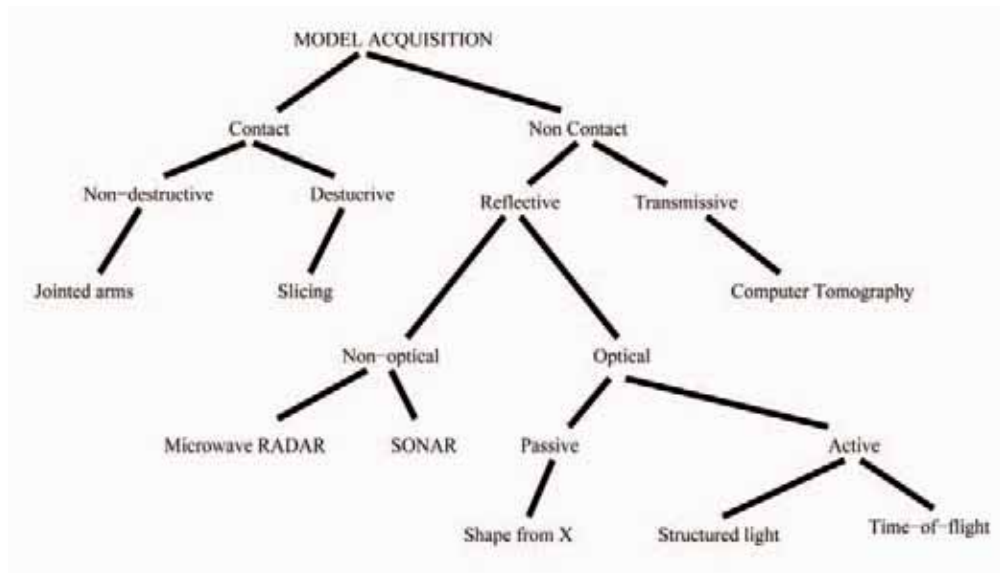 MODEL ACQUISITION
Contact
Non Contact
Non-destructive
Destucrive
Reflective
Transmissive
Jointed arms
Slicing
Computer Tomography
Non-optical
Optical
Microwave RADAR
SONAR
Passive
Active
Shape from X
Structured light
Time-of-flight